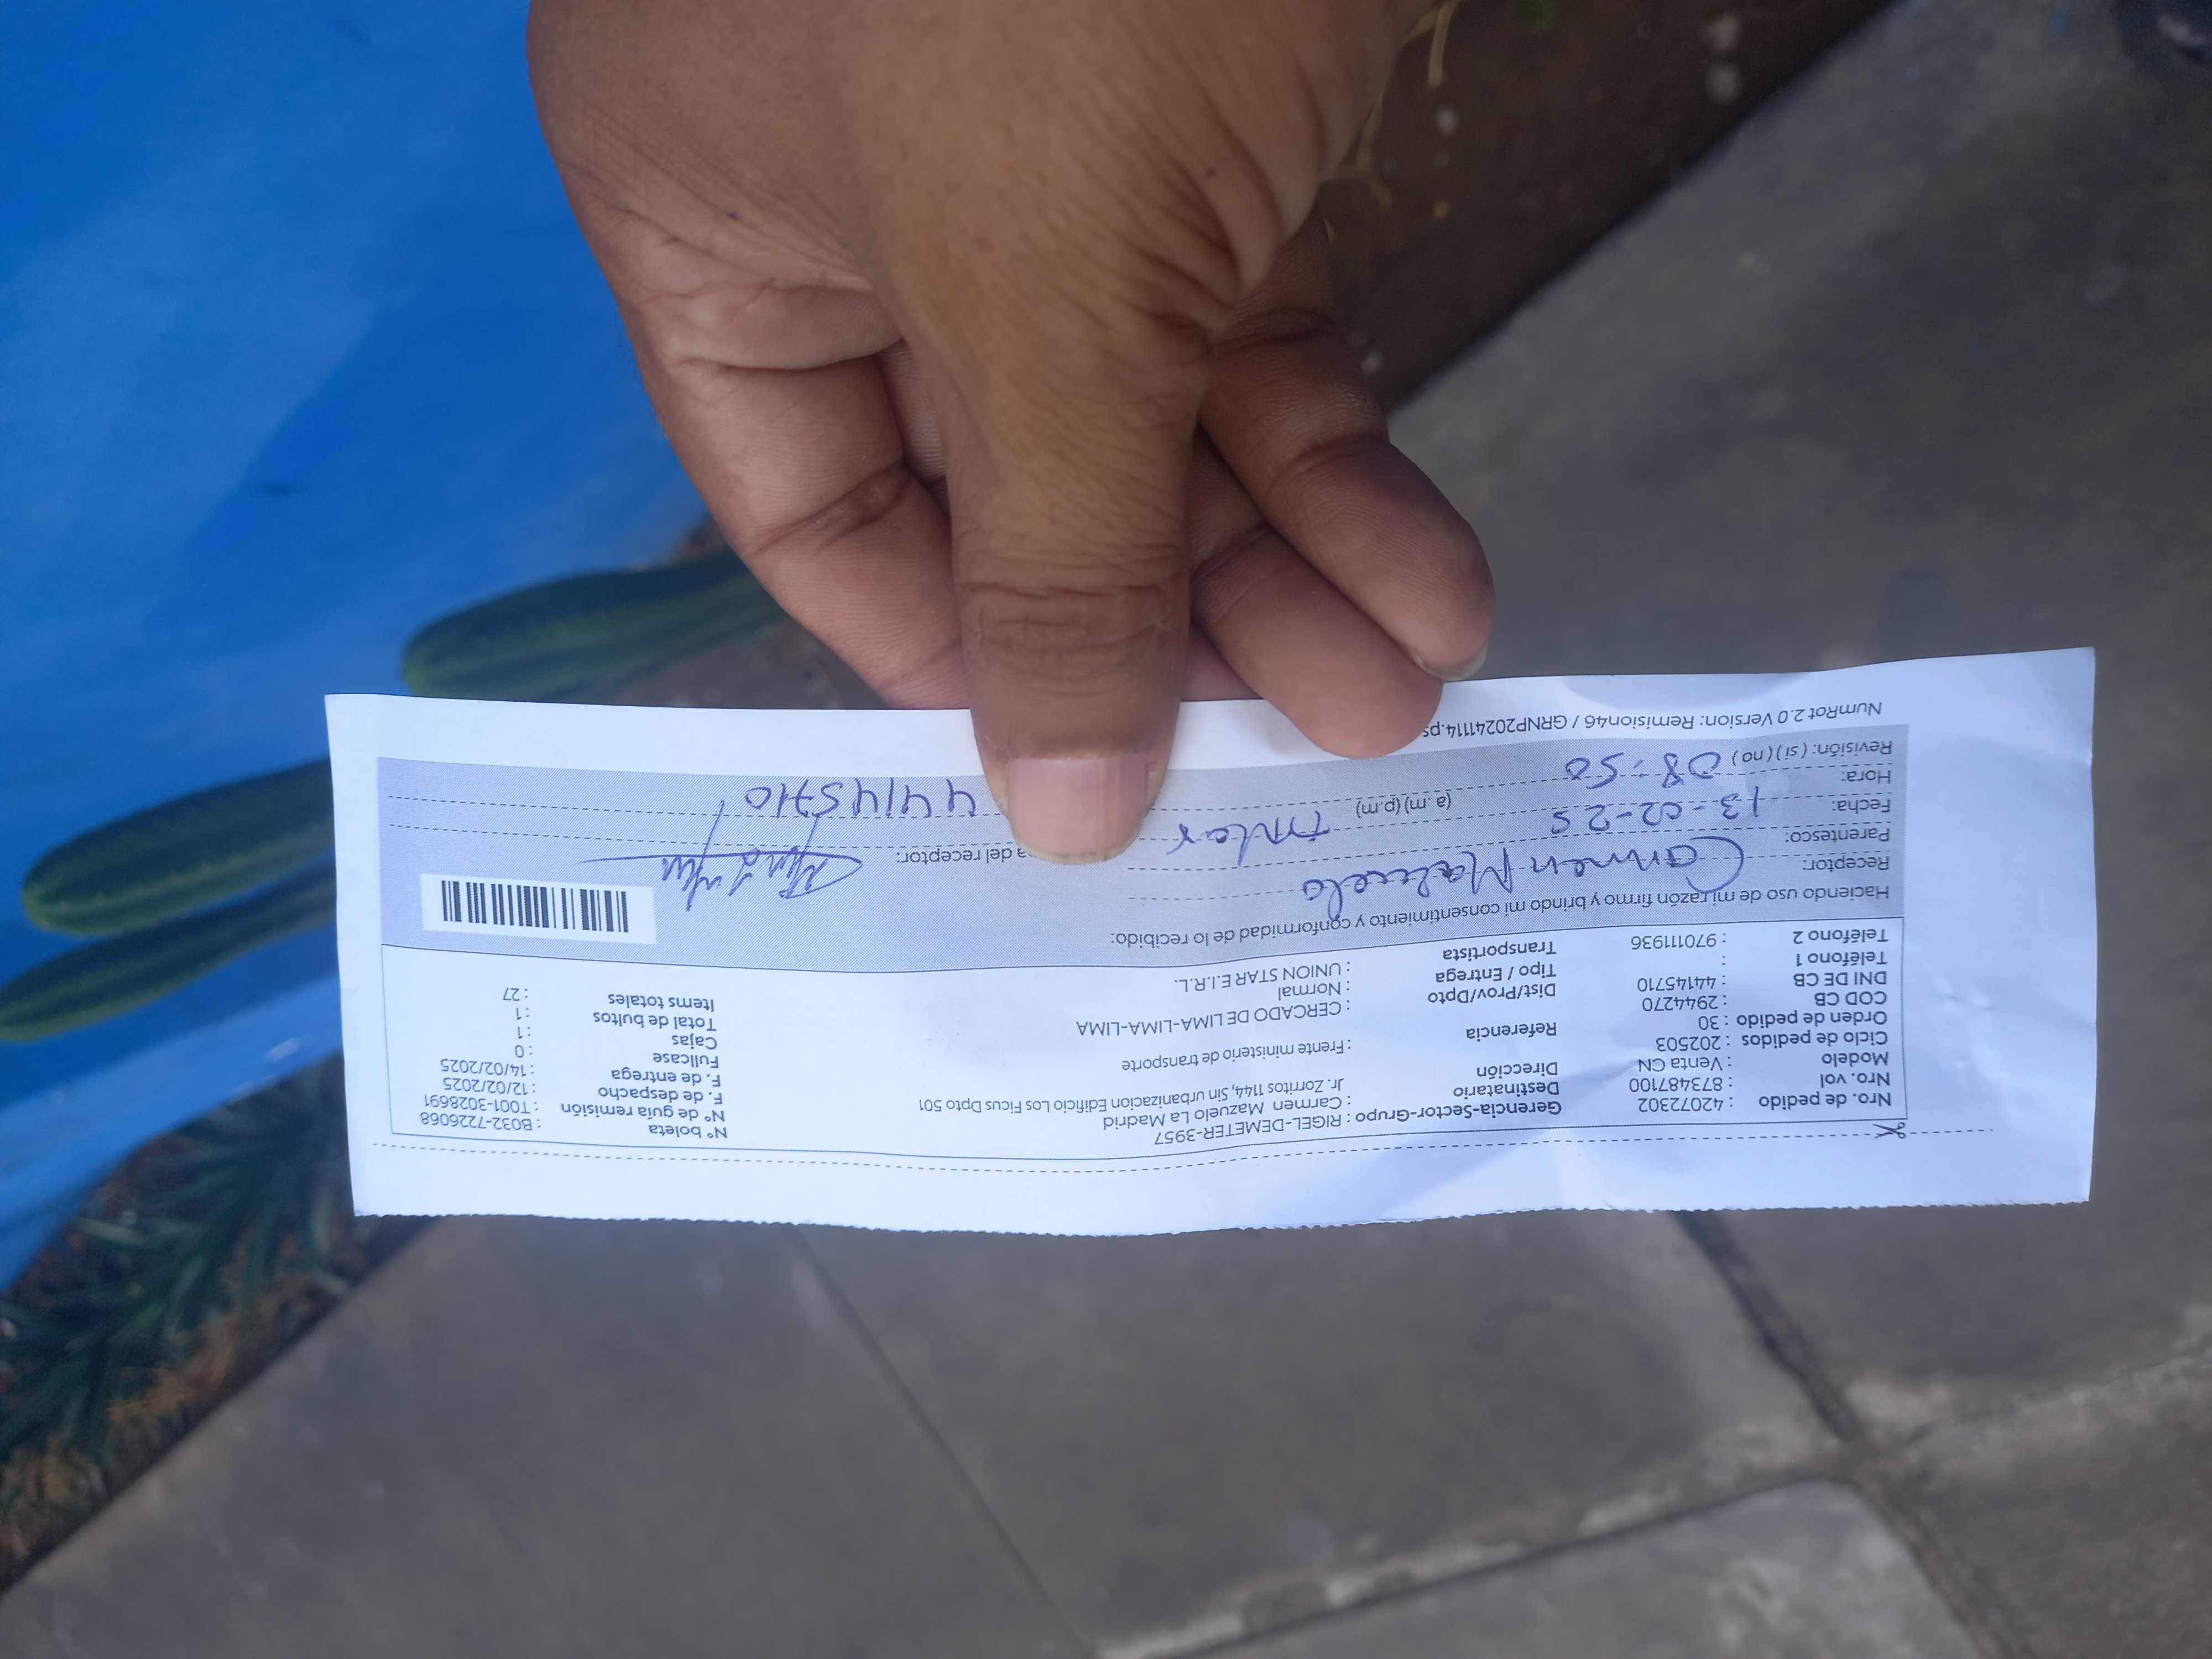 Nro. de pedido : 42072302 Gerencia-Sector-Grupo : RIGEL-DEMETER-3957 N° boleta : B032-7226068
Nro. vol : 873487100 Destinatario : Carmen Mazuelo La Madrid N° de guía remisión : T001-3028691
Modelo : Venta CN Dirección Jr. Zorritos 1144, Sin urbanizacion Edificio Los Ficus Dpto 501 F. de despacho : 12/02/2025
Ciclo de pedidos : 202503 F. de entrega : 14/02/2025
Orden de pedido : 30 Referencia : Frente ministerio de transporte Fullcase : 0
COD CB : 2944270 Cajas : 1
DNI DE CB : 44145710 Dist/Prov/Dpto : CERCADO DE LIMA-LIMA-LIMA Total de bultos : 1
Teléfono 1 : Tipo / Entrega : Normal Items totales : 27
Teléfono 2 : 970111936 Transportista : UNION STAR E.I.R.L.
Haciendo uso de mi razón firmo y brindo mi consentimiento y conformidad de lo recibido:
Receptor: Carmen Mazuelo
Parentesco: titular del receptor:
Fecha: 13-02-25
Hora: 08:50 (a.m) (p.m) 44145710
Revisión: ( si ) ( no )
NumRot 2.0 Version: Remision46 / GRNP20241114.ps